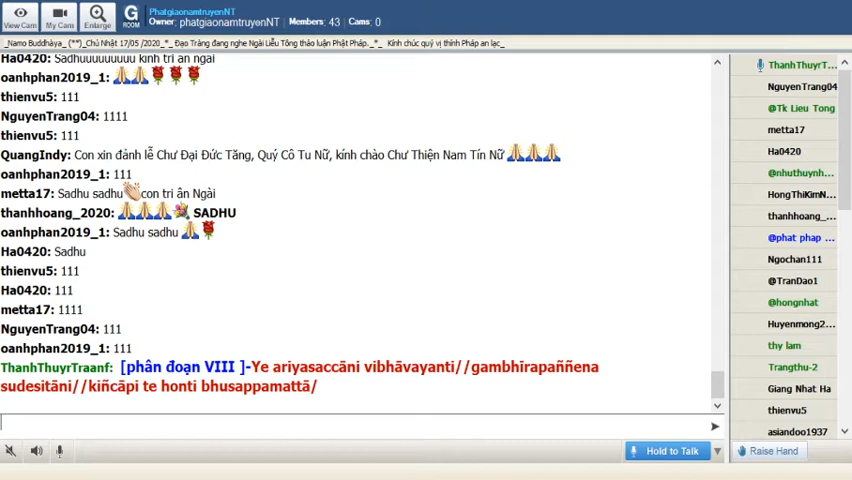 View Cam
My Cam
Enlarge
G
ROOM
PhatgiaonamtruyenNT
Owner: phatgiaonamtruyenNT
Members: 43 Cams: 0
_Namo Buddhàya_ (**)_Chủ Nhật 17/05 /2020_*_ Đạo Tràng đang nghe Ngài Liễu Tông thảo luận Phật Pháp._*_ Kính chúc quý vị thính Pháp an lạc_
Ha0420: Sadhuuuuuuuuu kinh tri an ngai
oanhphan2019_1:
thienvu5: 111
NguyenTrang04: 1111
thienvu5: 111
QuangIndy: Con xin đảnh lễ Chư Đại Đức Tăng, Quý Cô Tu Nữ, kính chào Chư Thiện Nam Tín Nữ
oanhphan2019_1: 111
metta17: Sadhu sadhu con tri ân Ngài
thanhhoang_2020: SADHU
oanhphan2019_1: Sadhu sadhu
Ha0420: Sadhu
thienvu5: 111
Ha0420: 111
metta17: 1111
NguyenTrang04: 111
oanhphan2019_1: 111
ThanhThuyrTraanf: [phân đoạn VIII ]-Ye ariyasaccāni vibhāvayanti//gambhīrapaññena
sudesitāni//kiñcāpi te honti bhusappamattā/
Hold to Talk
ThanhThuyrT...
NguyenTrang04
@Tk Lieu Tong
metta17
Ha0420
@nhuthuynh...
HongThiKimN...
thanhhoang_...
@phat phap ...
Ngochan111
@TranDao1
@hongnhat
Huyenmong2...
thy lam
Trangthu-2
Giang Nhat Ha
thienvu5
asiandoo1937
Raise Hand